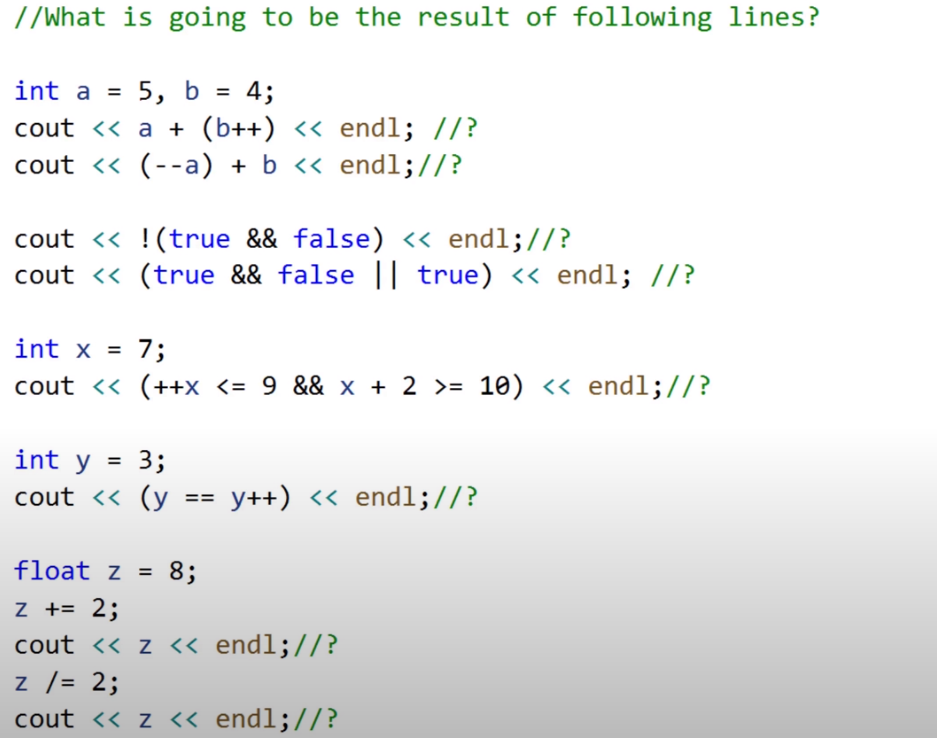 //What is going to be the result of following lines?
int a = 5, b = 4;
cout << a + (b++) << endl; //?
cout << (--a) + b << endl;//?
cout << !(true && false) << endl;//?
cout << (true && false || true) << endl; //?
int x = 7;
cout << (++x <= 9 && x + 2 >= 10) << endl;//?
int y = 3;
cout << (y == y++) << endl;//?
float z = 8;
z += 2;
cout << z << endl;//?
z /= 2;
cout << z << endl;//?